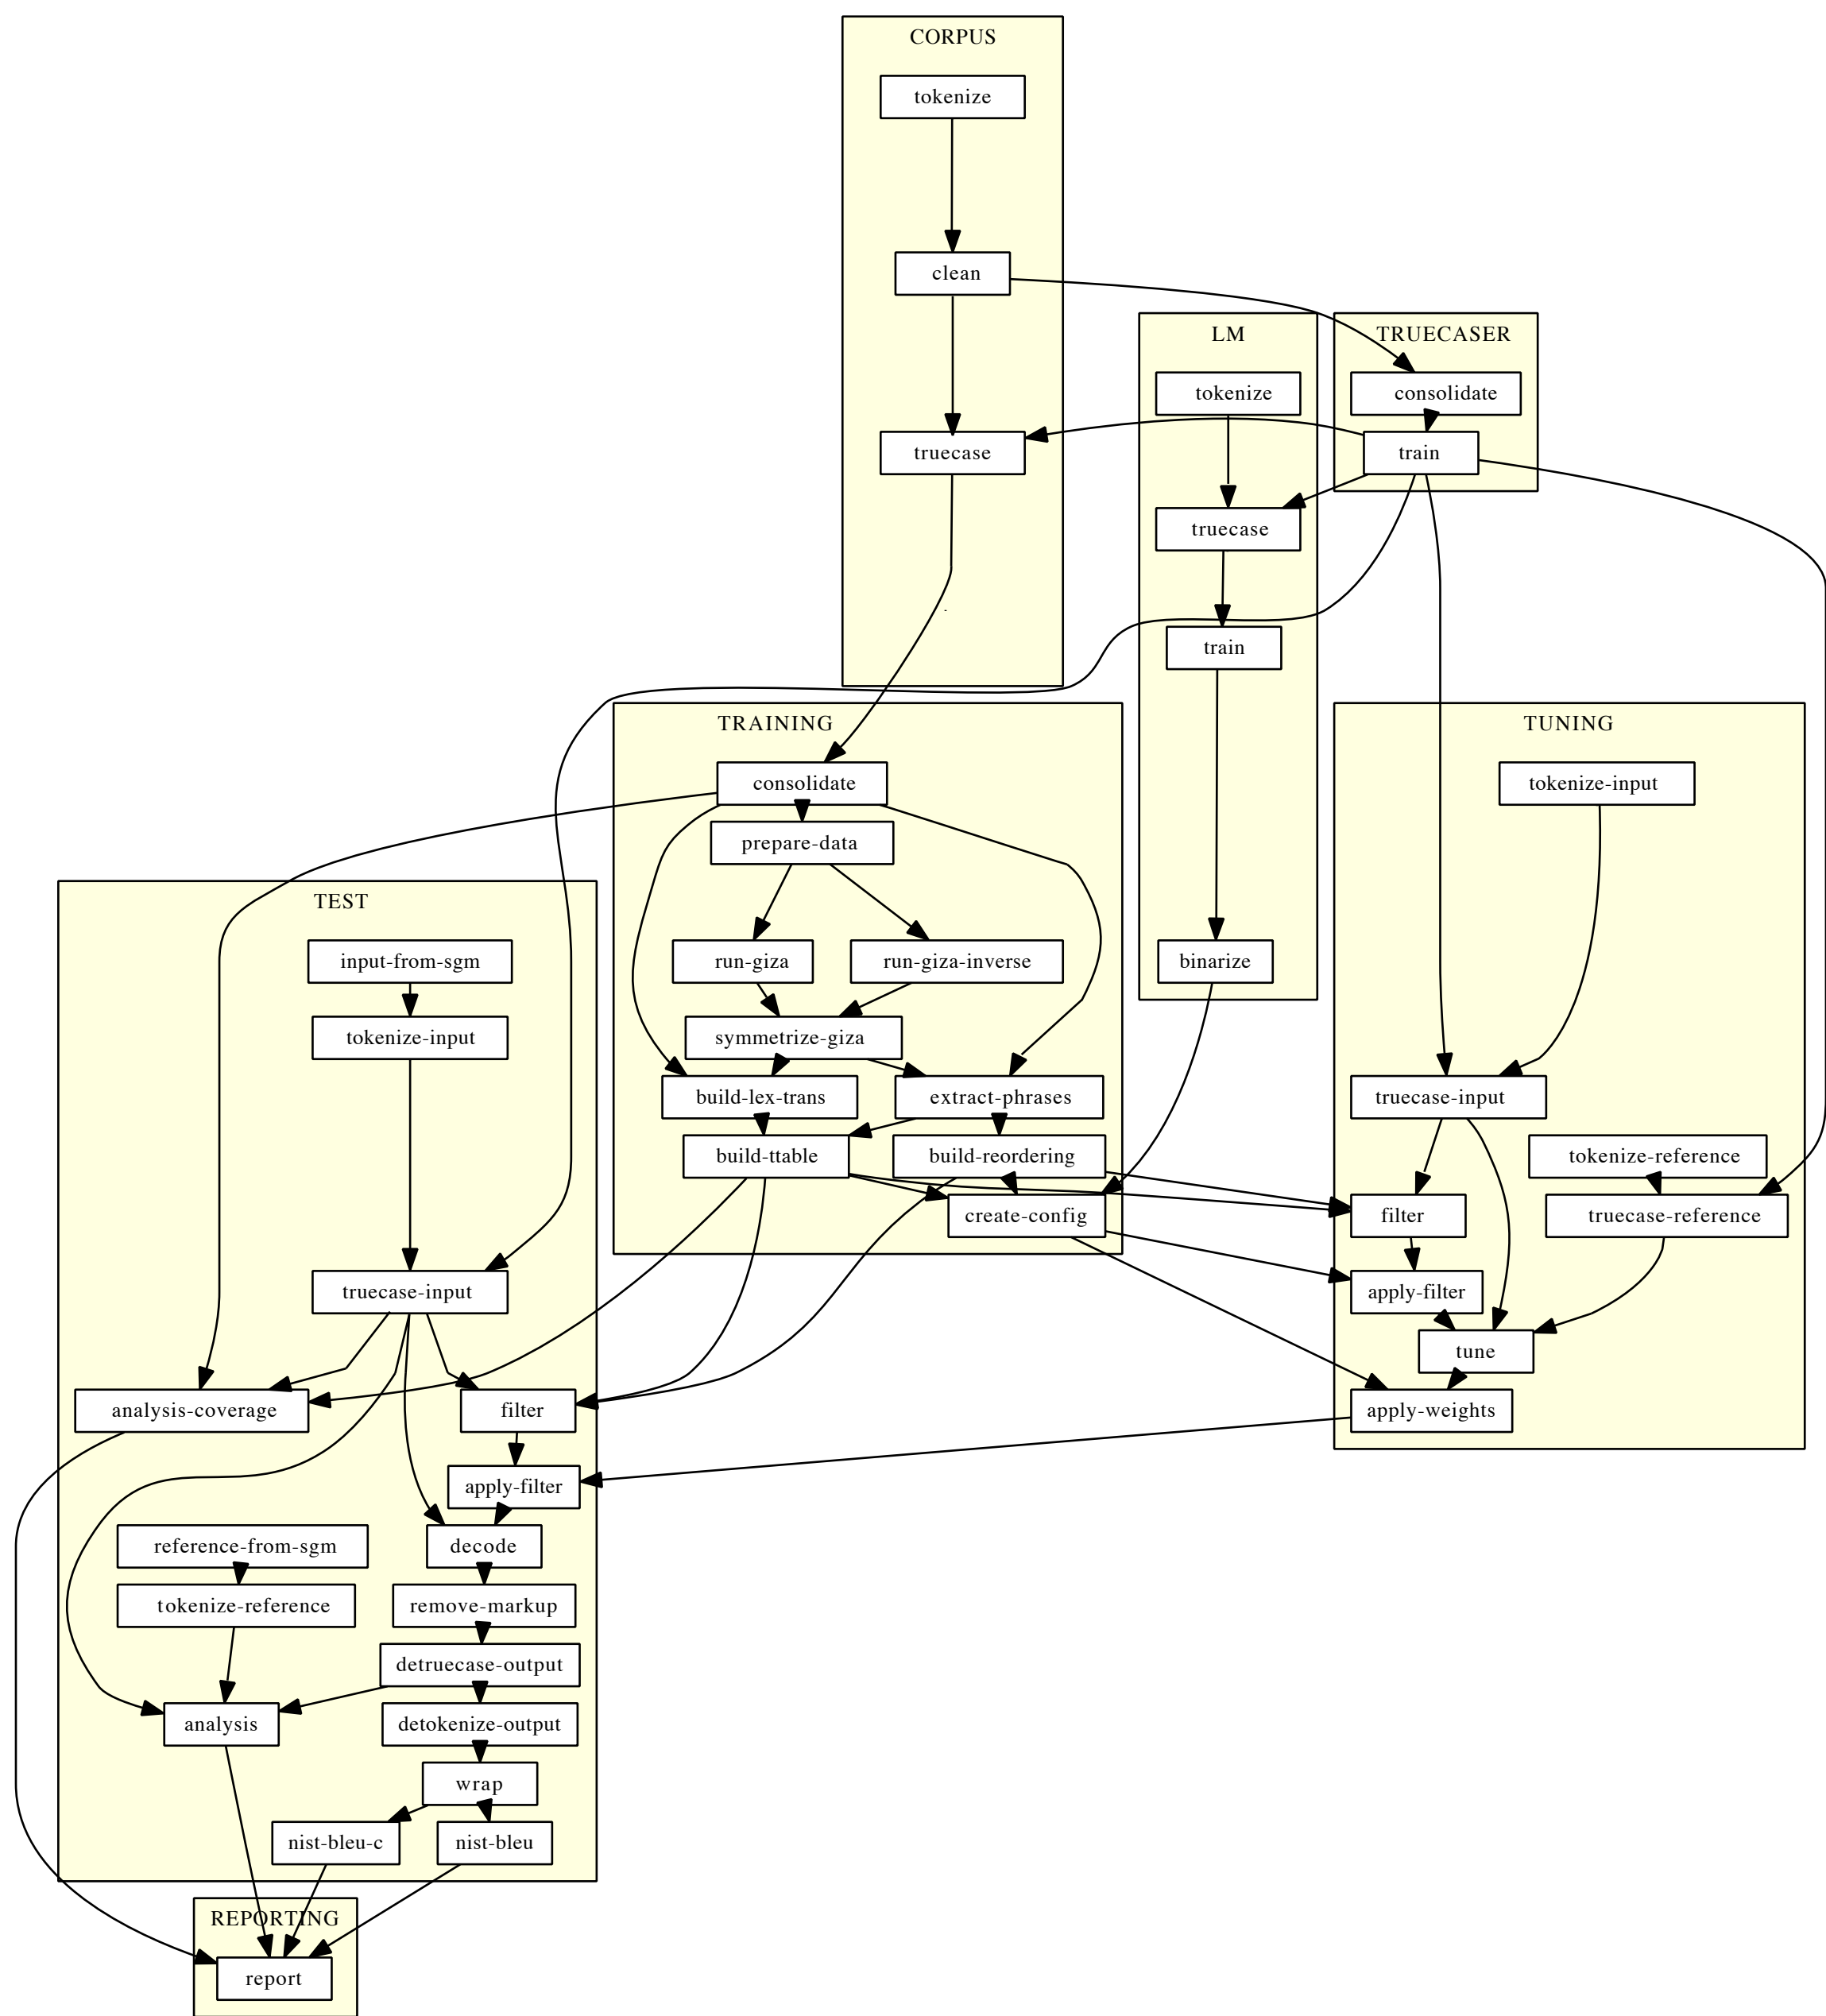 CORPUS
tokenize
clean
truecase
LM
tokenize
truecase
train
binarize
TRUECASER
consolidate
train
TRAINING
consolidate
prepare-data
run-giza
run-giza-inverse
symmetrize-giza
build-lex-trans
extract-phrases
build-ttable
build-reordering
create-config
TUNING
tokenize-input
truecase-input
tokenize-reference
filter
truecase-reference
apply-filter
tune
apply-weights
TEST
input-from-sgm
tokenize-input
truecase-input
analysis-coverage
filter
apply-filter
reference-from-sgm
decode
tokenize-reference
remove-markup
detruecase-output
analysis
detokenize-output
wrap
nist-bleu-c
nist-bleu
REPORTING
report